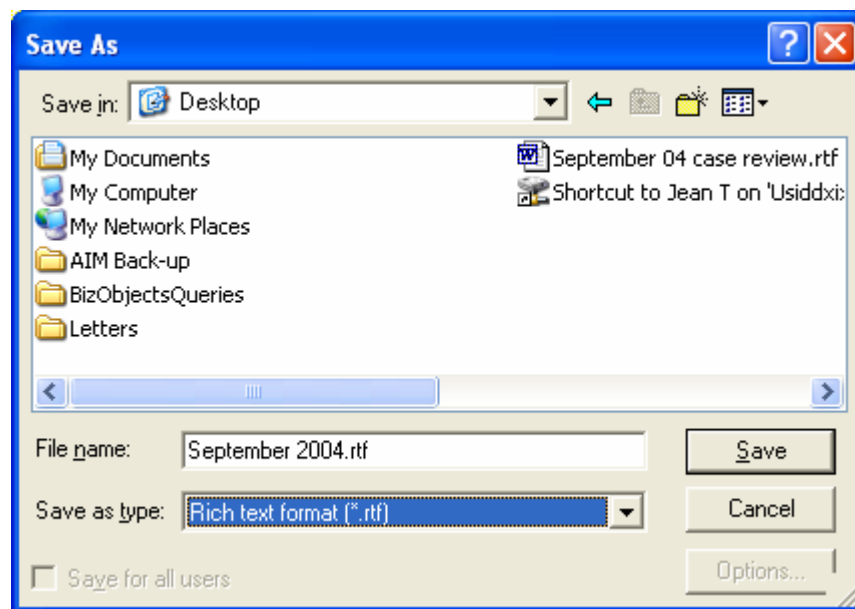 Save As
Save in: Desktop
My Documents
My Computer
My Network Places
AIM Back-up
BizObjectsQueries
Letters
September 04 case review.rtf
Shortcut to Jean T on 'Usiddxi
File name: September 2004.rtf
Save
Save as type: Rich text format (*.rtf)
Cancel
Save for all users
Options...